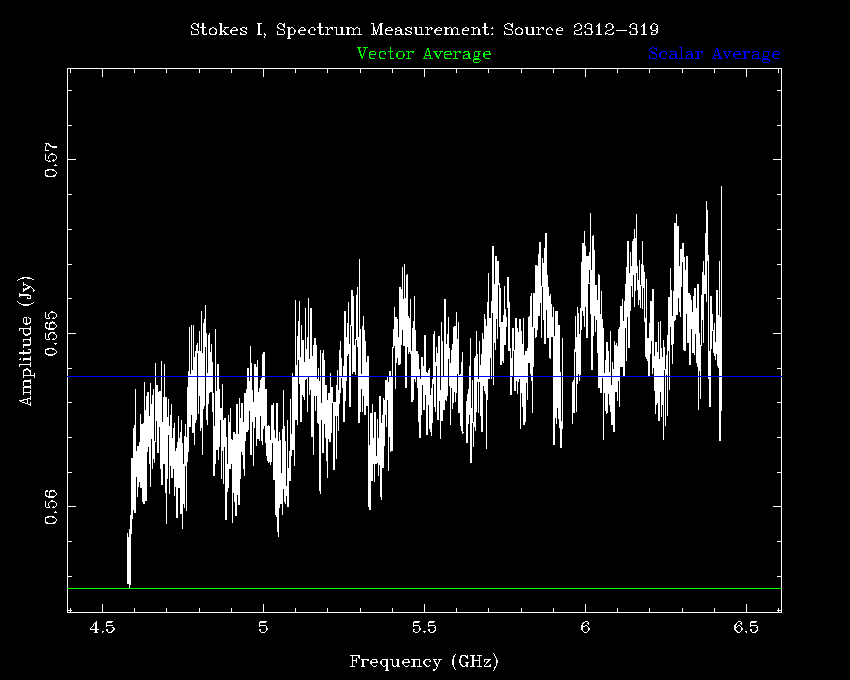 Stokes I, Spectrum Measurement: Source 2312−319
Vector Average
Scalar Average
0.57
0.565
0.56
Amplitude (Jy)
4.5 5 5.5 6 6.5
Frequency (GHz)